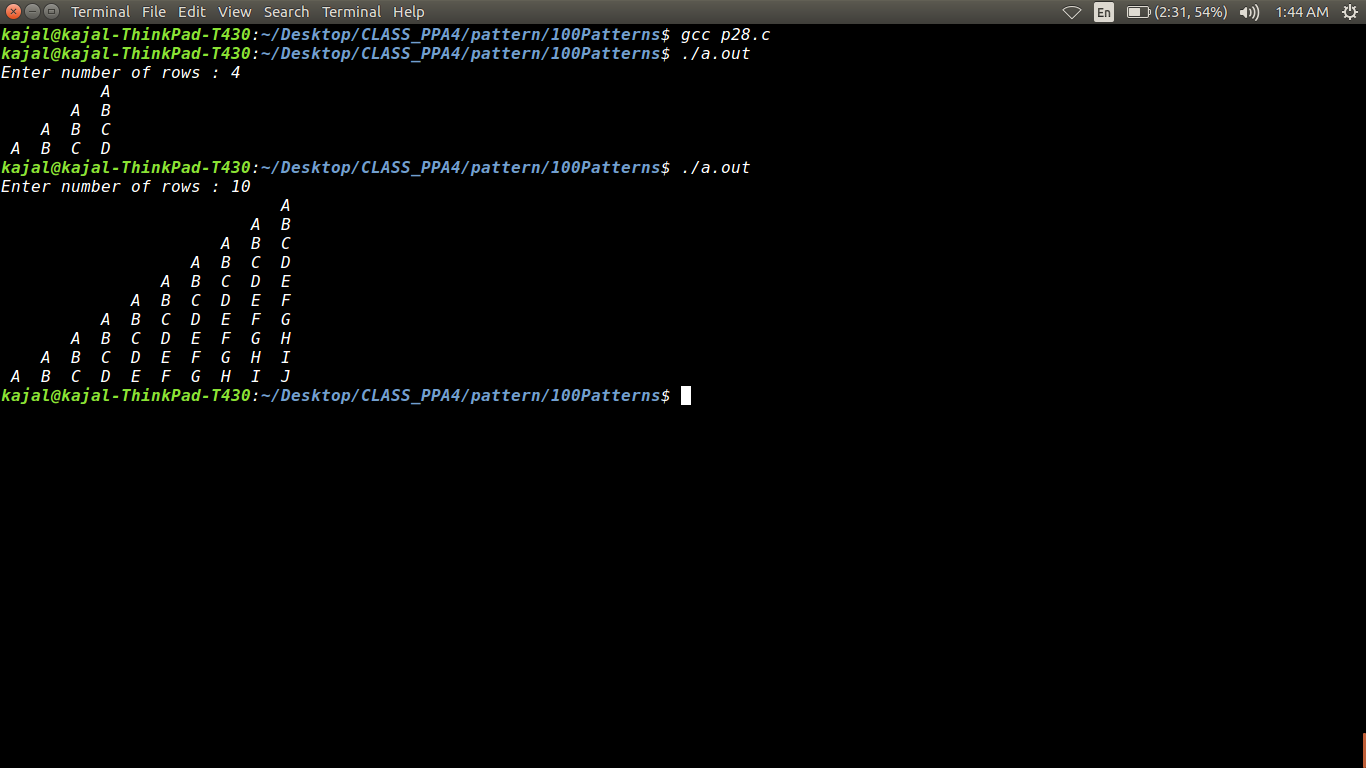 Terminal File Edit View Search Terminal Help En (2:31, 54%) 1:44 AM
kajal@kajal-ThinkPad-T430:~/Desktop/CLASS_PPA4/pattern/100Patterns$ gcc p28.c
kajal@kajal-ThinkPad-T430:~/Desktop/CLASS_PPA4/pattern/100Patterns$ ./a.out
Enter number of rows : 4
          A
       A  B
    A  B  C
 A  B  C  D
kajal@kajal-ThinkPad-T430:~/Desktop/CLASS_PPA4/pattern/100Patterns$ ./a.out
Enter number of rows : 10
                            A
                         A  B
                      A  B  C
                   A  B  C  D
                A  B  C  D  E
             A  B  C  D  E  F
          A  B  C  D  E  F  G
       A  B  C  D  E  F  G  H
    A  B  C  D  E  F  G  H  I
 A  B  C  D  E  F  G  H  I  J
kajal@kajal-ThinkPad-T430:~/Desktop/CLASS_PPA4/pattern/100Patterns$